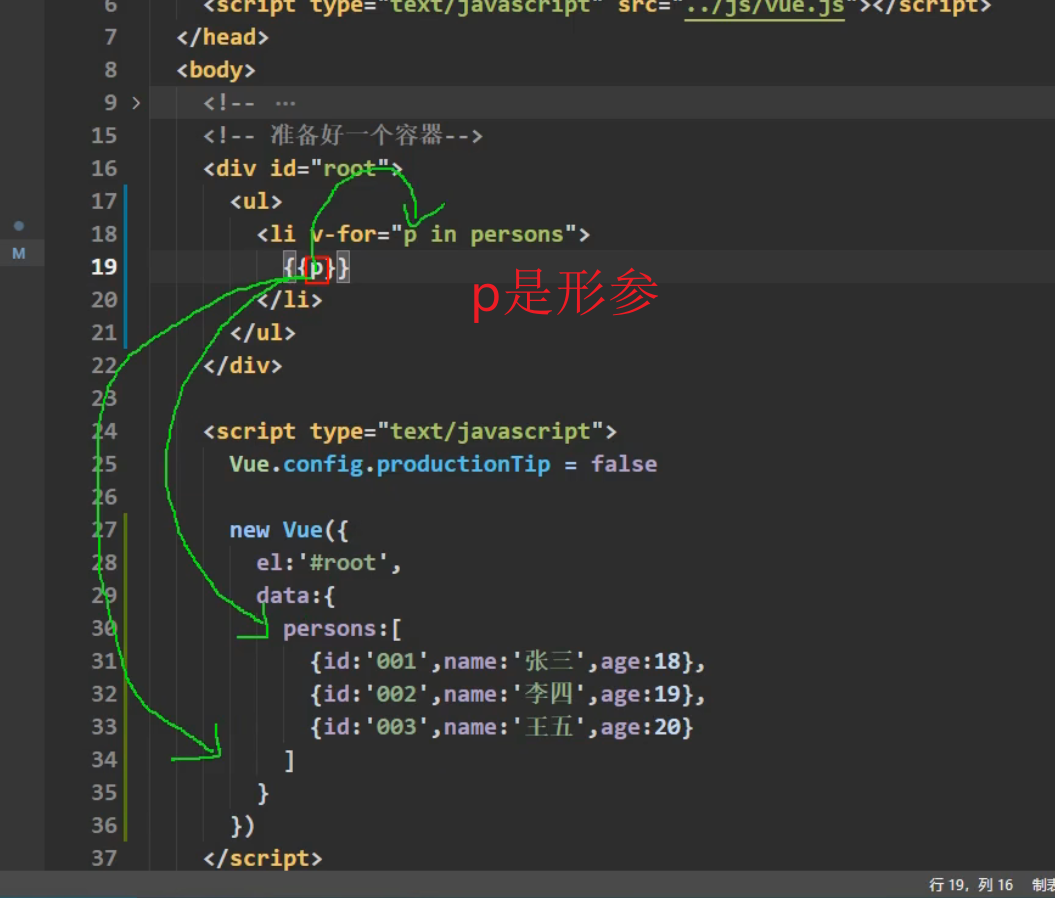 6 <script type="text/javascript" src="../js/vue.js"></script>
7 </head>
8 <body>
9 > <!-- ···
15 <!-- 准备好一个容器-->
16 <div id="root">
17 <ul>
18 <li v-for="p in persons">
M
19 {{p}}
p是形参
20 </li>
21 </ul>
22 </div>
23
24 <script type="text/javascript">
25 Vue.config.productionTip = false
26
27 new Vue({
28 el:'#root',
29 data:{
30 persons:[
31 {id:'001',name:'张三',age:18},
32 {id:'002',name:'李四',age:19},
33 {id:'003',name:'王五',age:20}
34 ]
35 }
36 })
37 </script>
行 19，列 16 制表